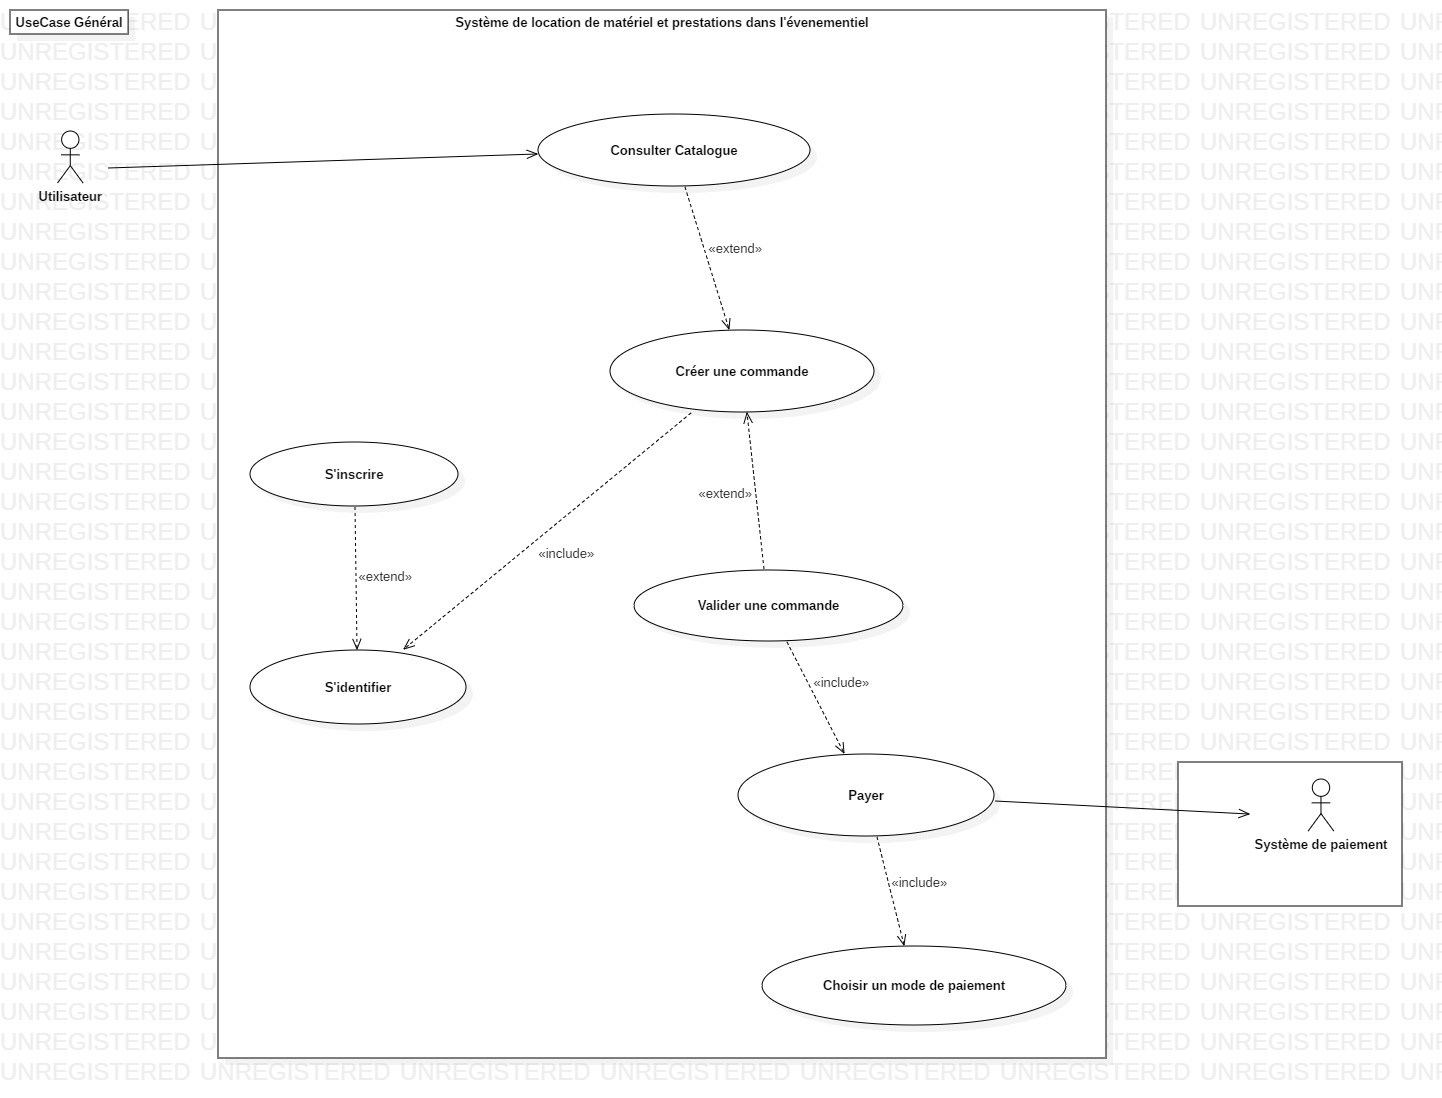 UseCase Général
Système de location de matériel et prestations dans l'évenementiel
Utilisateur
Consulter Catalogue
«extend»
Créer une commande
S'inscrire
«extend»
«include»
«extend»
Valider une commande
S'identifier
«include»
Payer
Système de paiement
«include»
Choisir un mode de paiement
UNREGISTERED